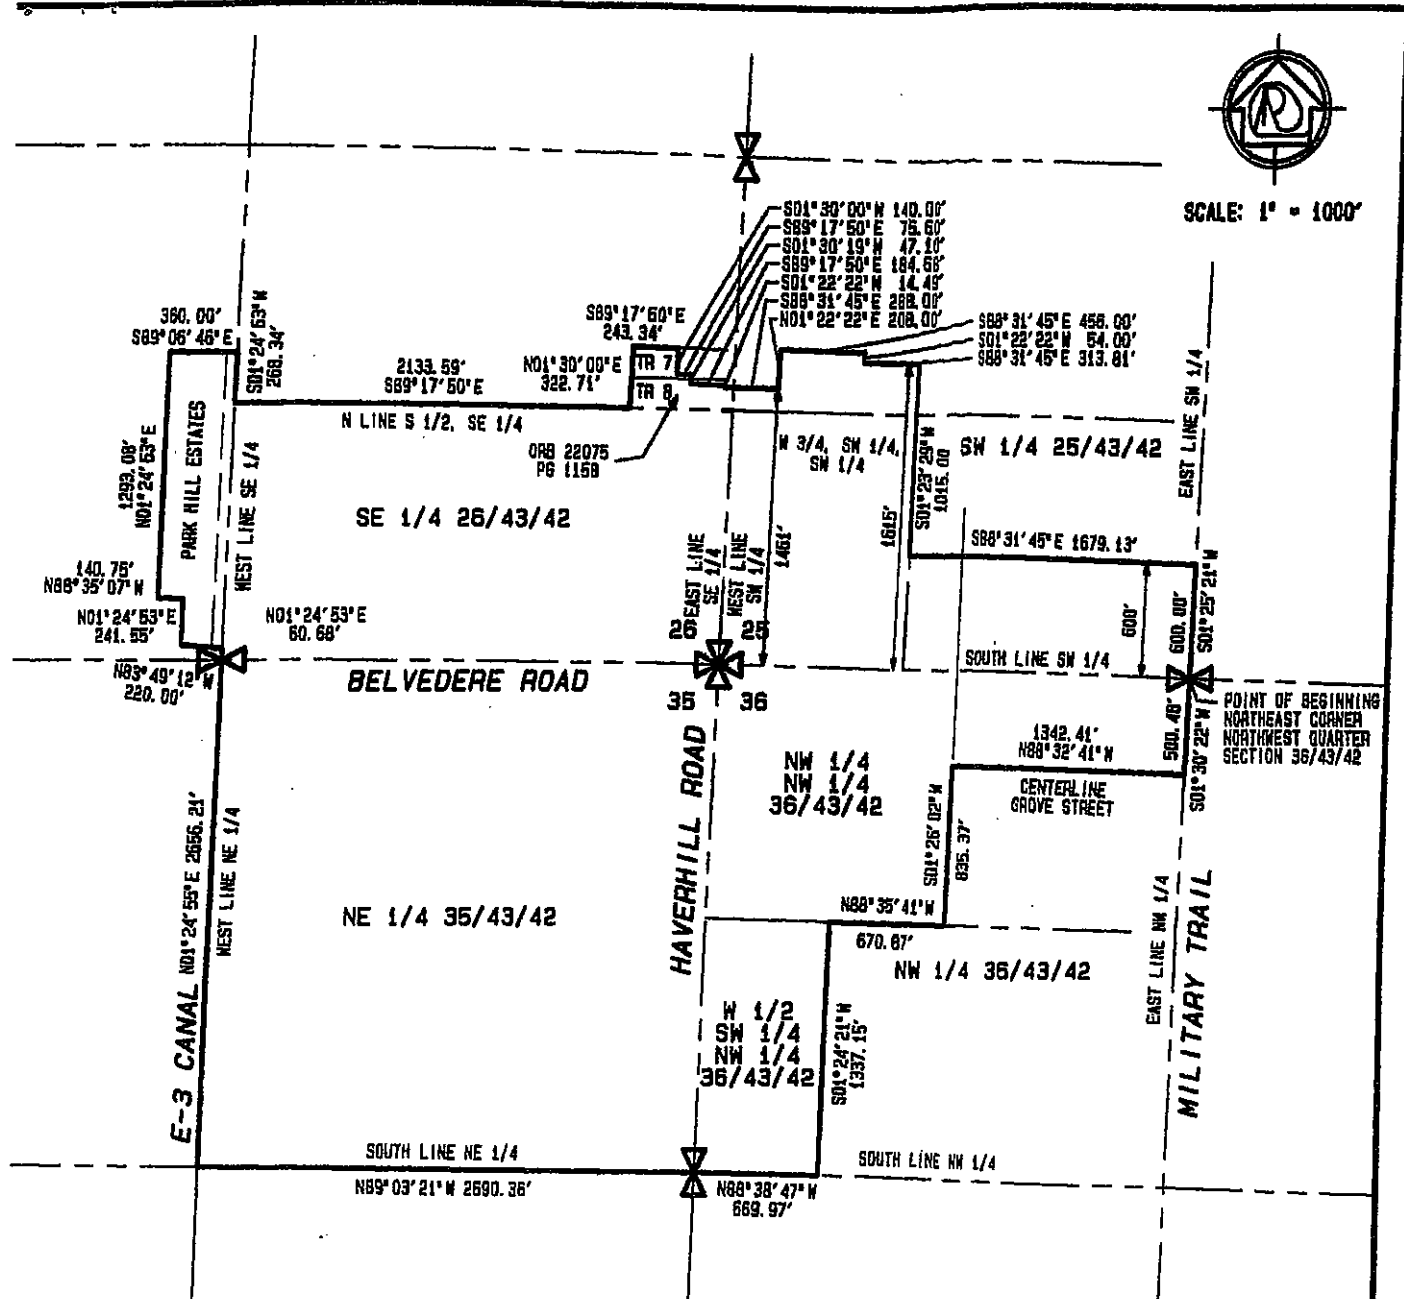 SCALE: 1" = 1000'
S01°30'00"W 140.00'
S89°17'50"E 75.60'
S01°30'19"W 47.10'
S89°17'50"E 184.66'
S01°22'22"W 14.49'
S88°31'45"E 288.00'
N01°22'22"E 208.00'
S88°31'45"E 456.00'
S01°22'22"W 54.00'
S88°31'45"E 313.81'
360.00'
S89°06'46"E
S01°24'53"W
268.34'
2133.59'
S89°17'50"E
S89°17'50"E
243.34'
N01°30'00"E
322.71'
TR 7
TR 8
N LINE S 1/2, SE 1/4
ORB 22075
PG 1158
W 3/4, SW 1/4,
SW 1/4
SW 1/4 25/43/42
EAST LINE SW 1/4
1293.08'
N01°24'53"E
PARK HILL ESTATES
WEST LINE SE 1/4
SE 1/4 26/43/42
S01°23'29"W
1015.00
1615'
1461'
S88°31'45"E 1679.13'
140.75'
N88°35'07"W
N01°24'53"E
241.55'
N01°24'53"E
60.68'
EAST LINE
SE 1/4
WEST LINE
SW 1/4
600'
600.00'
S01°25'21"W
26 25
SOUTH LINE SW 1/4
N83°49'12"W
220.00'
BELVEDERE ROAD
35 36
POINT OF BEGINNING
NORTHEAST CORNER
NORTHWEST QUARTER
SECTION 36/43/42
500.48'
S01°30'22"W
1342.41'
N88°32'41"W
CENTERLINE
GROVE STREET
NW 1/4
NW 1/4
36/43/42
HAVERHILL ROAD
S01°26'02"W
835.37'
E-3 CANAL N01°24'55"E 2656.21'
WEST LINE NE 1/4
NE 1/4 35/43/42
N88°35'41"W
670.67'
NW 1/4 36/43/42
EAST LINE NW 1/4
MILITARY TRAIL
W 1/2
SW 1/4
NW 1/4
36/43/42
S01°24'21"W
1337.15'
SOUTH LINE NE 1/4
N89°03'21"W 2690.36'
N88°38'47"W
669.97'
SOUTH LINE NW 1/4